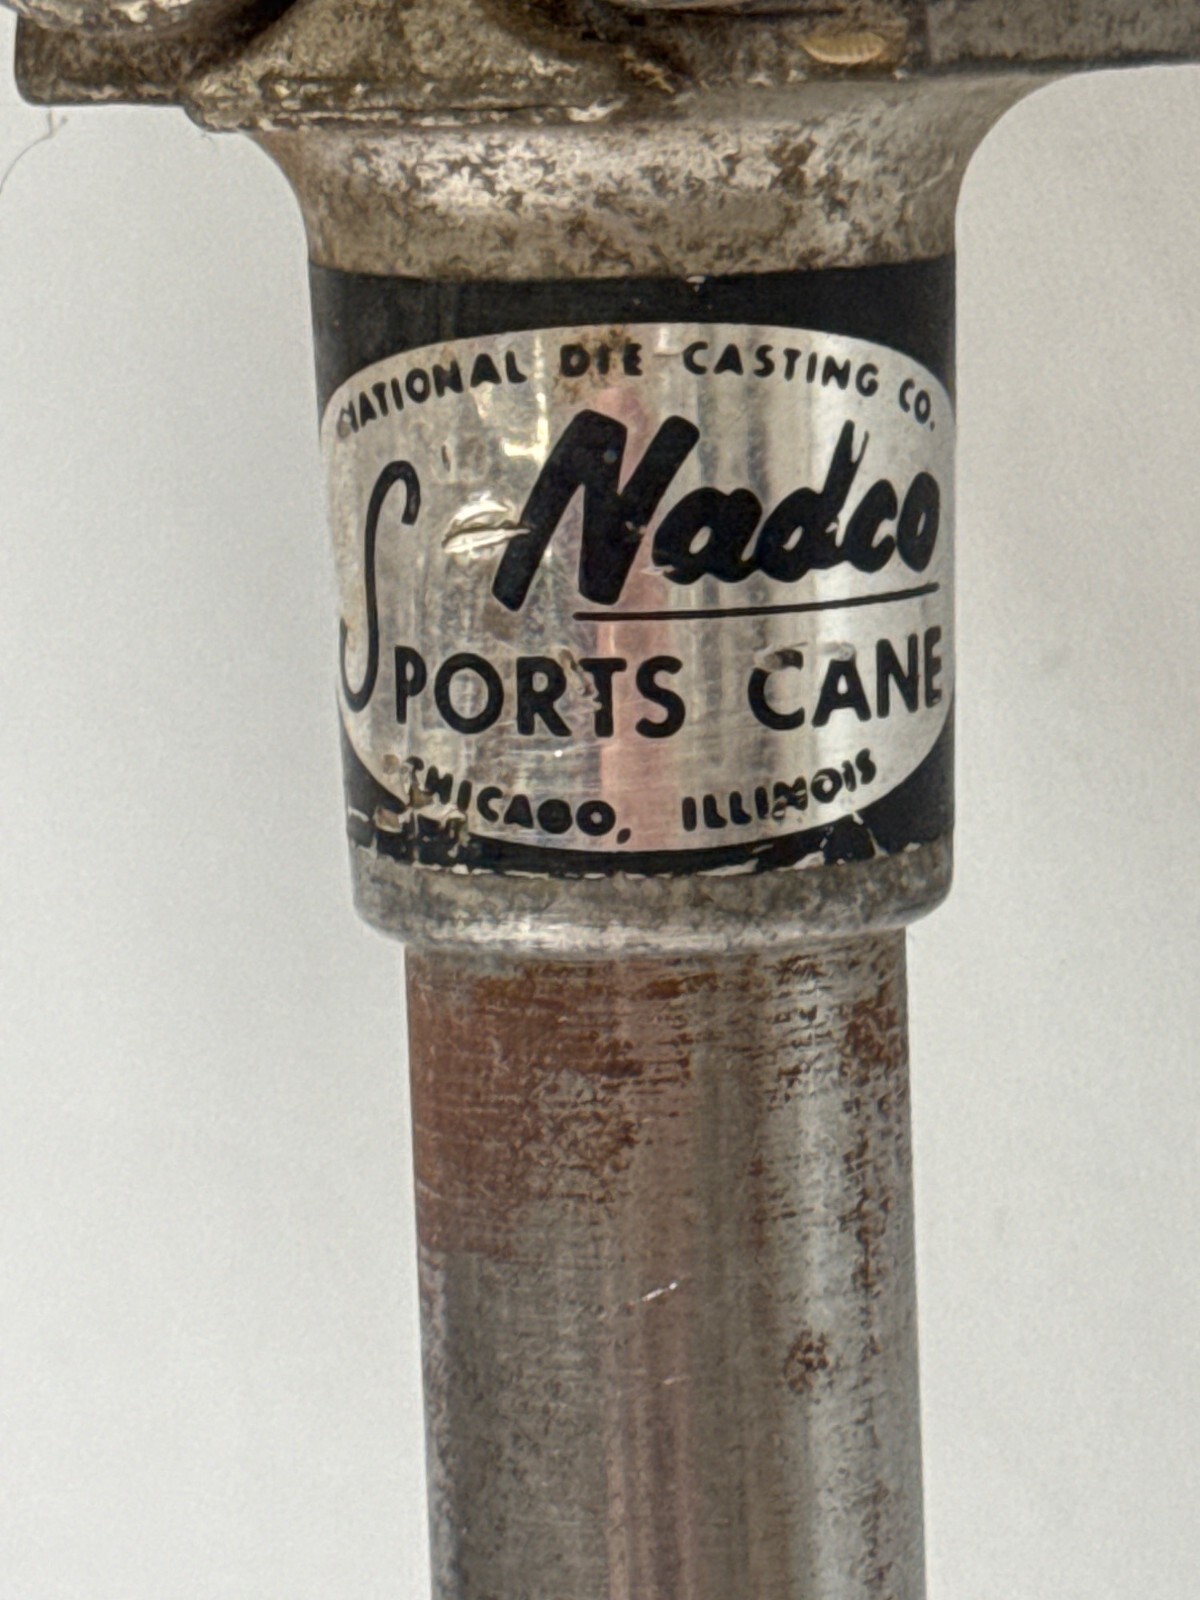 NATIONAL DIE CASTING CO.
Nadco
SPORTS CANE
CHICAGO, ILLINOIS